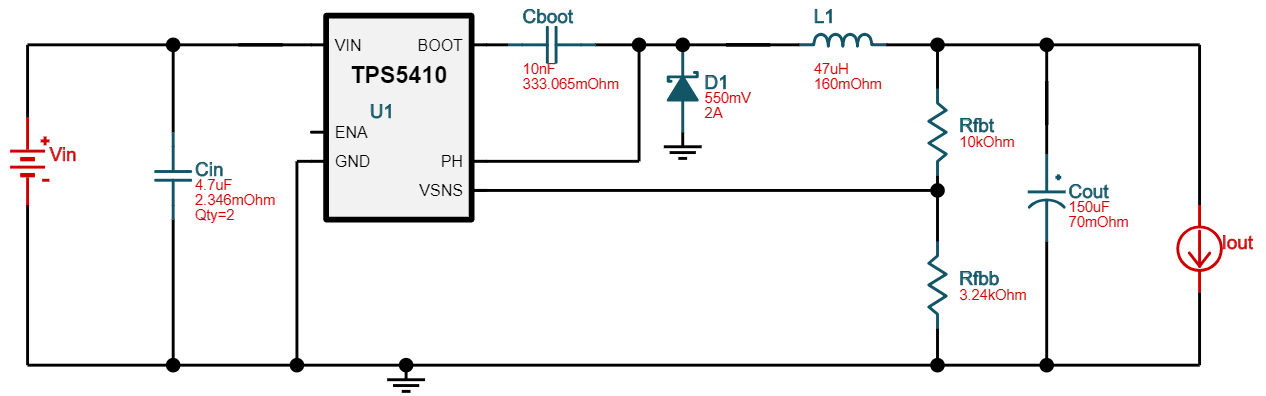 Cboot
10nF
333.065mOhm
L1
47uH
160mOhm
VIN
BOOT
TPS5410
U1
ENA
GND
PH
VSNS
D1
550mV
2A
Vin
+
-
Cin
4.7uF
2.346mOhm
Qty=2
Rfbt
10kOhm
Cout
150uF
70mOhm
Iout
Rfbb
3.24kOhm